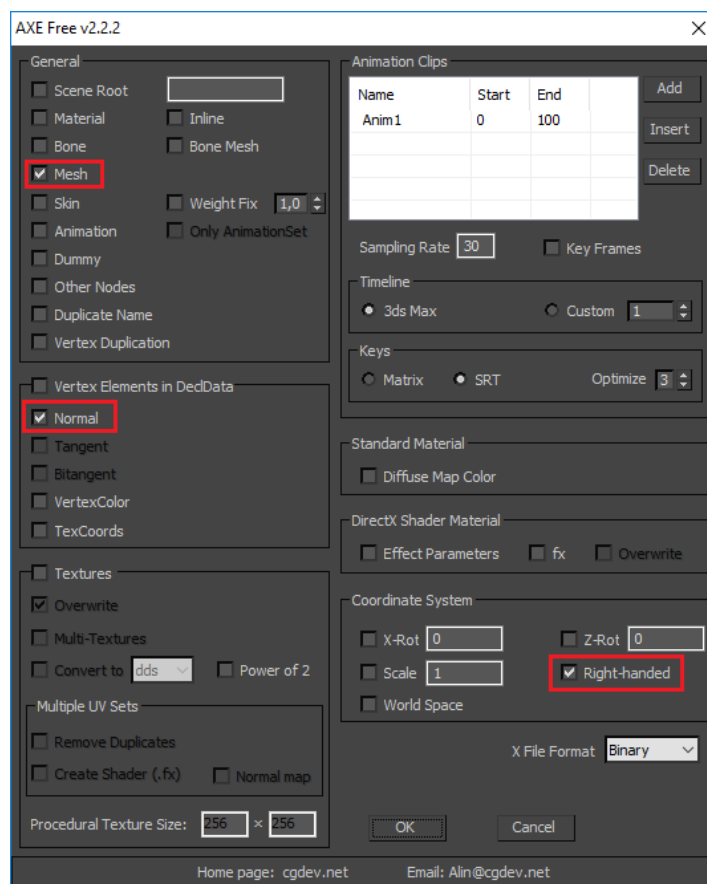 AXE Free v2.2.2
General
Scene Root
Material
Inline
Bone
Bone Mesh
Mesh
Skin
Weight Fix 1,0
Animation
Only AnimationSet
Dummy
Other Nodes
Duplicate Name
Vertex Duplication
Vertex Elements in DeclData
Normal
Tangent
Bitangent
VertexColor
TexCoords
Textures
Overwrite
Multi-Textures
Convert to dds
Power of 2
Multiple UV Sets
Remove Duplicates
Create Shader (.fx)
Normal map
Procedural Texture Size: 256 × 256
Animation Clips
Name Start End
Anim1 0 100
Add
Insert
Delete
Sampling Rate 30
Key Frames
Timeline
3ds Max
Custom 1
Keys
Matrix
SRT
Optimize 3
Standard Material
Diffuse Map Color
DirectX Shader Material
Effect Parameters
fx
Overwrite
Coordinate System
X-Rot 0
Z-Rot 0
Scale 1
Right-handed
World Space
X File Format Binary
OK
Cancel
Home page: cgdev.net
Email: Alin@cgdev.net